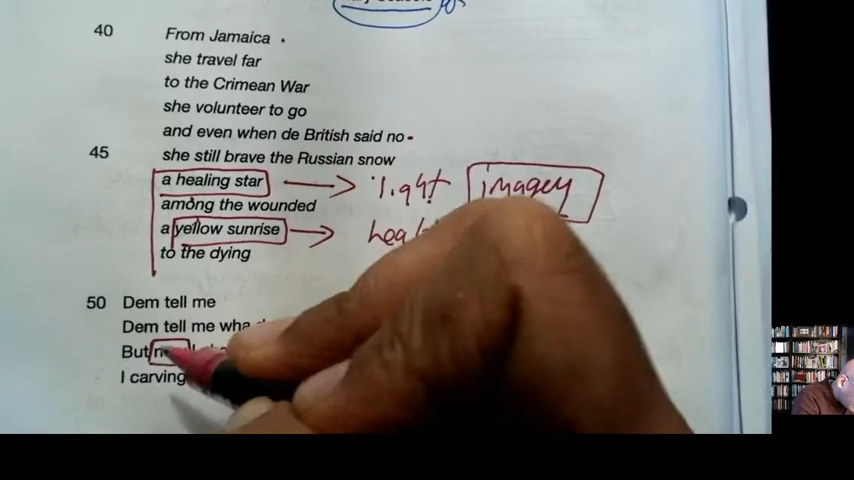 40 From Jamaica
she travel far
to the Crimean War
she volunteer to go
and even when de British said no
45 she still brave the Russian snow
a healing star → light imagey
among the wounded
a yellow sunrise →
to the dying
50 Dem tell me
Dem tell me wha
But
I carving